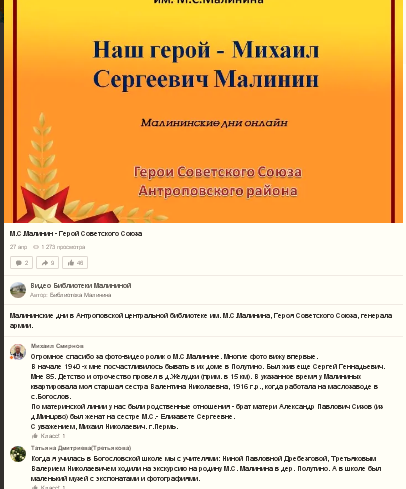 им. М.С.Малинина
Наш герой - Михаил
Сергеевич Малинин
Малининские дни онлайн
Герои Советского Союза
Антроповского района
М.С.Малинин - Герой Советского Союза
27 апр 1 273 просмотра
2 9 46
Видео Библиотеки Малининой
Автор: Библиотека Малинина
Малининские дни в Антроповской центральной библиотеке им. М.С.Малинина, Героя Советского Союза, генерала
армии.
Михаил Смирнов
Огромное спасибо за фото-видео ролик о М.С.Малинине. Многие фото вижу впервые.
В начале 1940 -х мне посчастливилось бывать в их доме в Полутино. Был жив еще Сергей Геннадьевич.
Мне 85. Детство и отрочество провел в д.Желуди (прим. в 15 км). В указанное время у Малининых
квартировала моя старшая сестра Валентина Николаевна, 1916 г.р., когда работала на маслозаводе в
с.Богослов.
По материнской линии у нас были родственные отношения - брат матери Александр Павлович Сизов (из
д.Минцово) был женат на сестре М.С.- Елизавете Сергеевне.
С уважением, Михаил Николаевич. г.Пермь.
Класс! 1
Татьяна Дмитриева(Третьякова)
Когда я училась в Богословской школе мы с учителями: Ниной Павловной Дребезговой, Третьяковым
Валерием Николаевичем ходили на экскурсию на родину М.С. Малинина в дер. Полутино. А в школе был
маленький музей с экспонатами и фотографиями.
Класс! 1